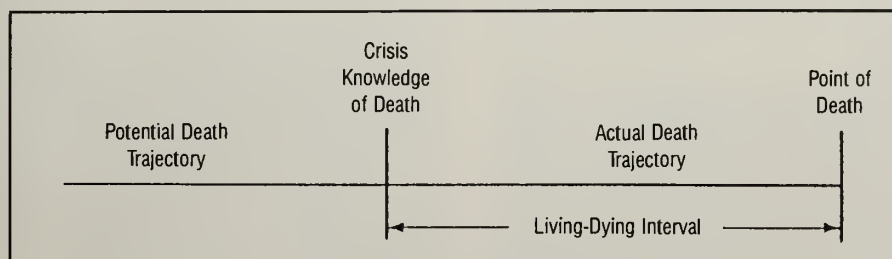 Crisis
Knowledge
of Death
Point of
Death
Potential Death
Trajectory
Actual Death
Trajectory
Living-Dying Interval